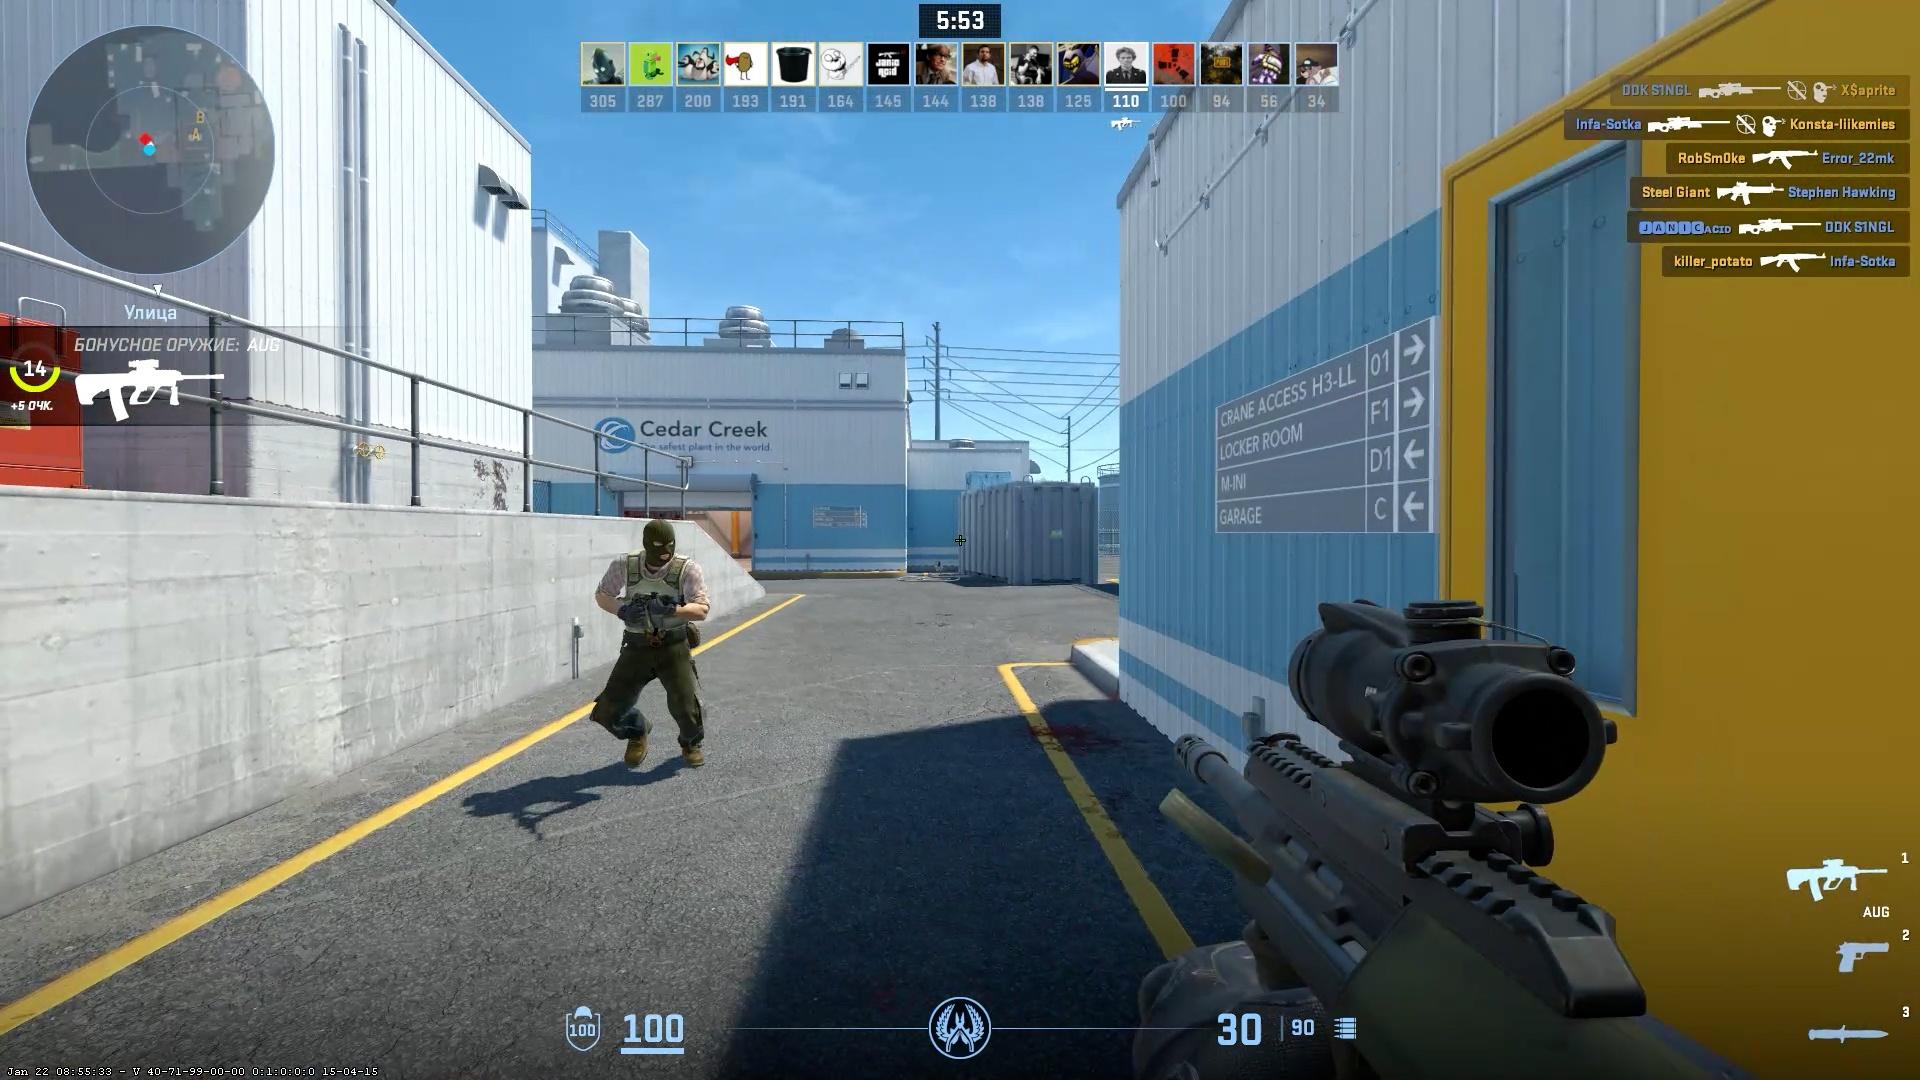 5:53
305 287 200 193 191 164 145 144 138 138 125 110 100 94 56 34
DDK S1NGL X$aprite
Infa-Sotka Konsta-liikemies
RobSm0ke Error_22mk
Steel Giant Stephen Hawking
JANICACID DDK S1NGL
killer_potato Infa-Sotka
B
A
Улица
БОНУСНОЕ ОРУЖИЕ: AUG
14
+5 ОЧК.
Cedar Creek
The safest plant in the world.
CRANE ACCESS H3-LL 01
LOCKER ROOM F1
M-INI D1
GARAGE C
1
AUG
2
3
100 100
30 90
Jan 22 08:55:33 - V 40-71-99-00-00 0:1:0:0:0 15-04-15